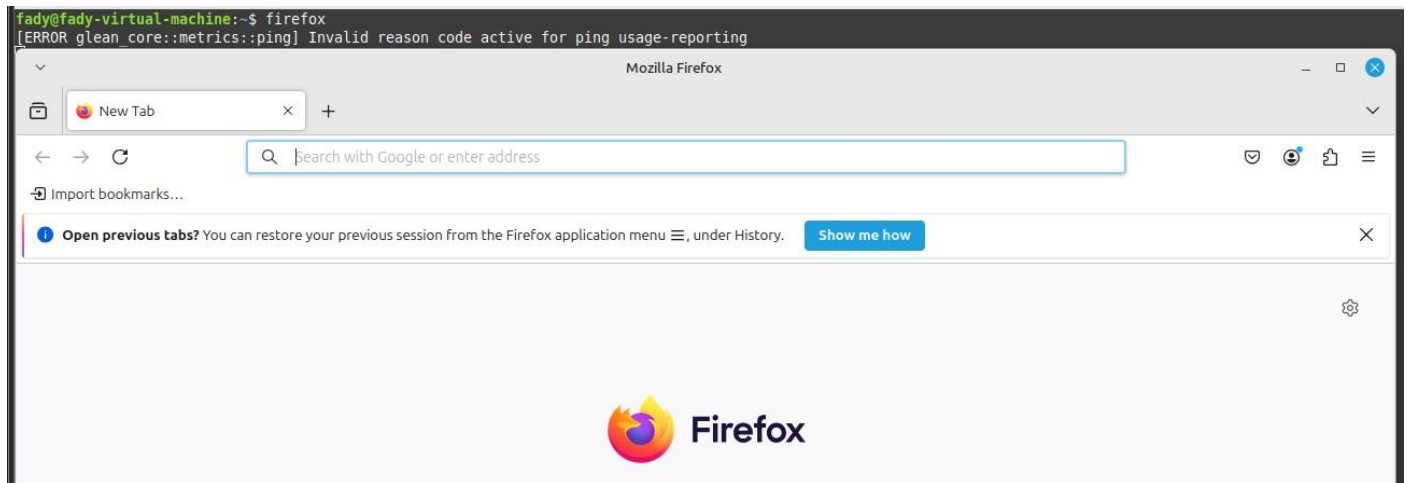 fady@fady-virtual-machine:~$ firefox
[ERROR glean_core::metrics::ping] Invalid reason code active for ping usage-reporting
Mozilla Firefox
New Tab
Search with Google or enter address
Import bookmarks...
Open previous tabs? You can restore your previous session from the Firefox application menu ☰, under History. Show me how
Firefox